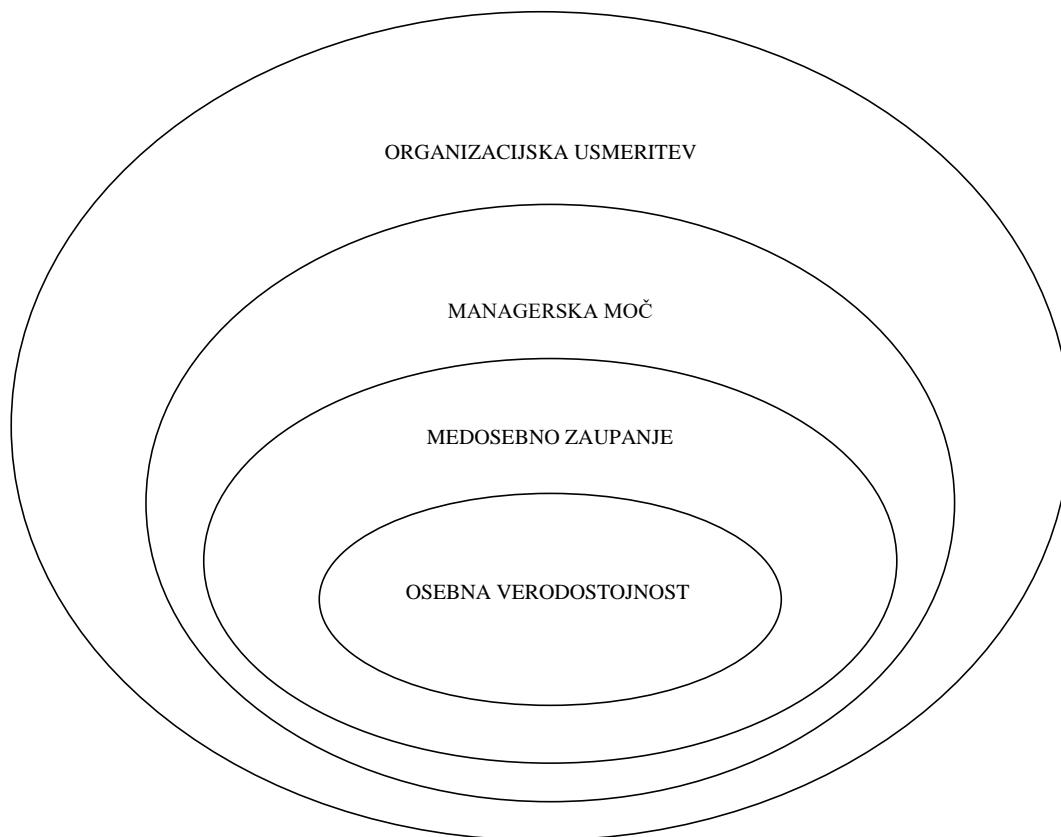 ORGANIZACIJSKA USMERITEV
MANAGERSKA MOČ
MEDOSEBNO ZAUPANJE
OSEBNA VERODOSTOJNOST